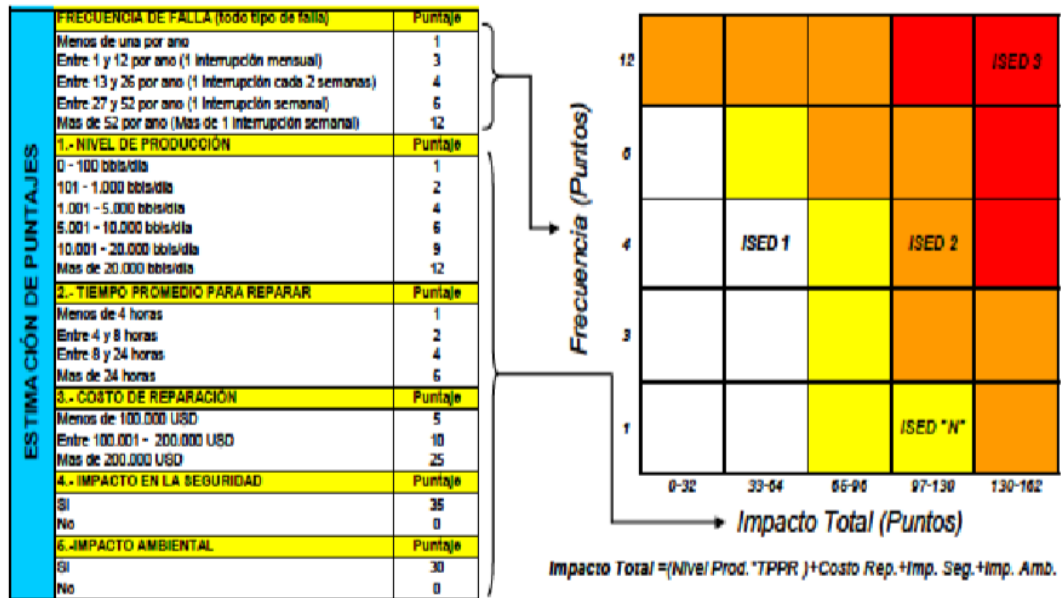 ESTIMACIÓN DE PUNTAJES
FRECUENCIA DE FALLA (todo tipo de falla) Puntaje
Menos de una por ano 1
Entre 1 y 12 por ano (1 Interrupción mensual) 3
Entre 13 y 26 por ano (1 Interrupción cada 2 semanas) 4
Entre 27 y 52 por ano (1 Interrupción semanal) 6
Mas de 52 por ano (Mas de 1 Interrupción semanal) 12
1.- NIVEL DE PRODUCCIÓN Puntaje
0 - 100 bbls/dia 1
101 - 1.000 bbls/dia 2
1.001 - 5.000 bbls/dia 4
5.001 - 10.000 bbls/dia 6
10.001 - 20.000 bbls/dia 9
Mas de 20.000 bbls/dia 12
2.- TIEMPO PROMEDIO PARA REPARAR Puntaje
Menos de 4 horas 1
Entre 4 y 8 horas 2
Entre 8 y 24 horas 4
Mas de 24 horas 6
3.- COSTO DE REPARACIÓN Puntaje
Menos de 100.000 USD 5
Entre 100.001 - 200.000 USD 10
Mas de 200.000 USD 25
4.- IMPACTO EN LA SEGURIDAD Puntaje
SI 35
No 0
5.-IMPACTO AMBIENTAL Puntaje
SI 30
No 0
Frecuencia (Puntos)
12 ISED 3
6
4 ISED 1 ISED 2
3
1 ISED "N"
0-32 33-64 65-96 97-130 130-162
Impacto Total (Puntos)
Impacto Total =(Nivel Prod.*TPPR )+Costo Rep.+Imp. Seg.+Imp. Amb.